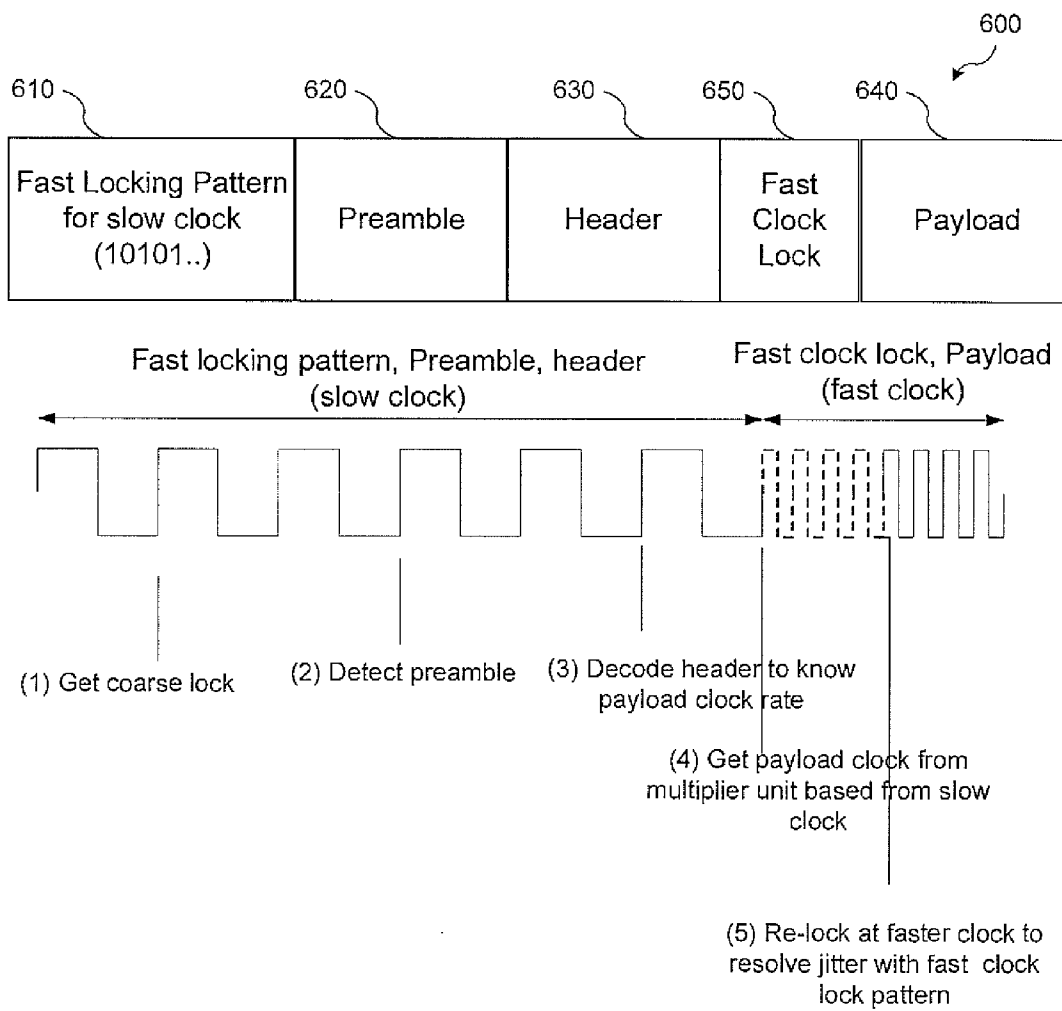 600
610
620
630
650
640
Fast Locking Pattern
for slow clock
(10101..)
Preamble
Header
Fast
Clock
Lock
Payload
Fast locking pattern, Preamble, header
(slow clock)
Fast clock lock, Payload
(fast clock)
(1) Get coarse lock
(2) Detect preamble
(3) Decode header to know
payload clock rate
(4) Get payload clock from
multiplier unit based from slow
clock
(5) Re-lock at faster clock to
resolve jitter with fast clock
lock pattern